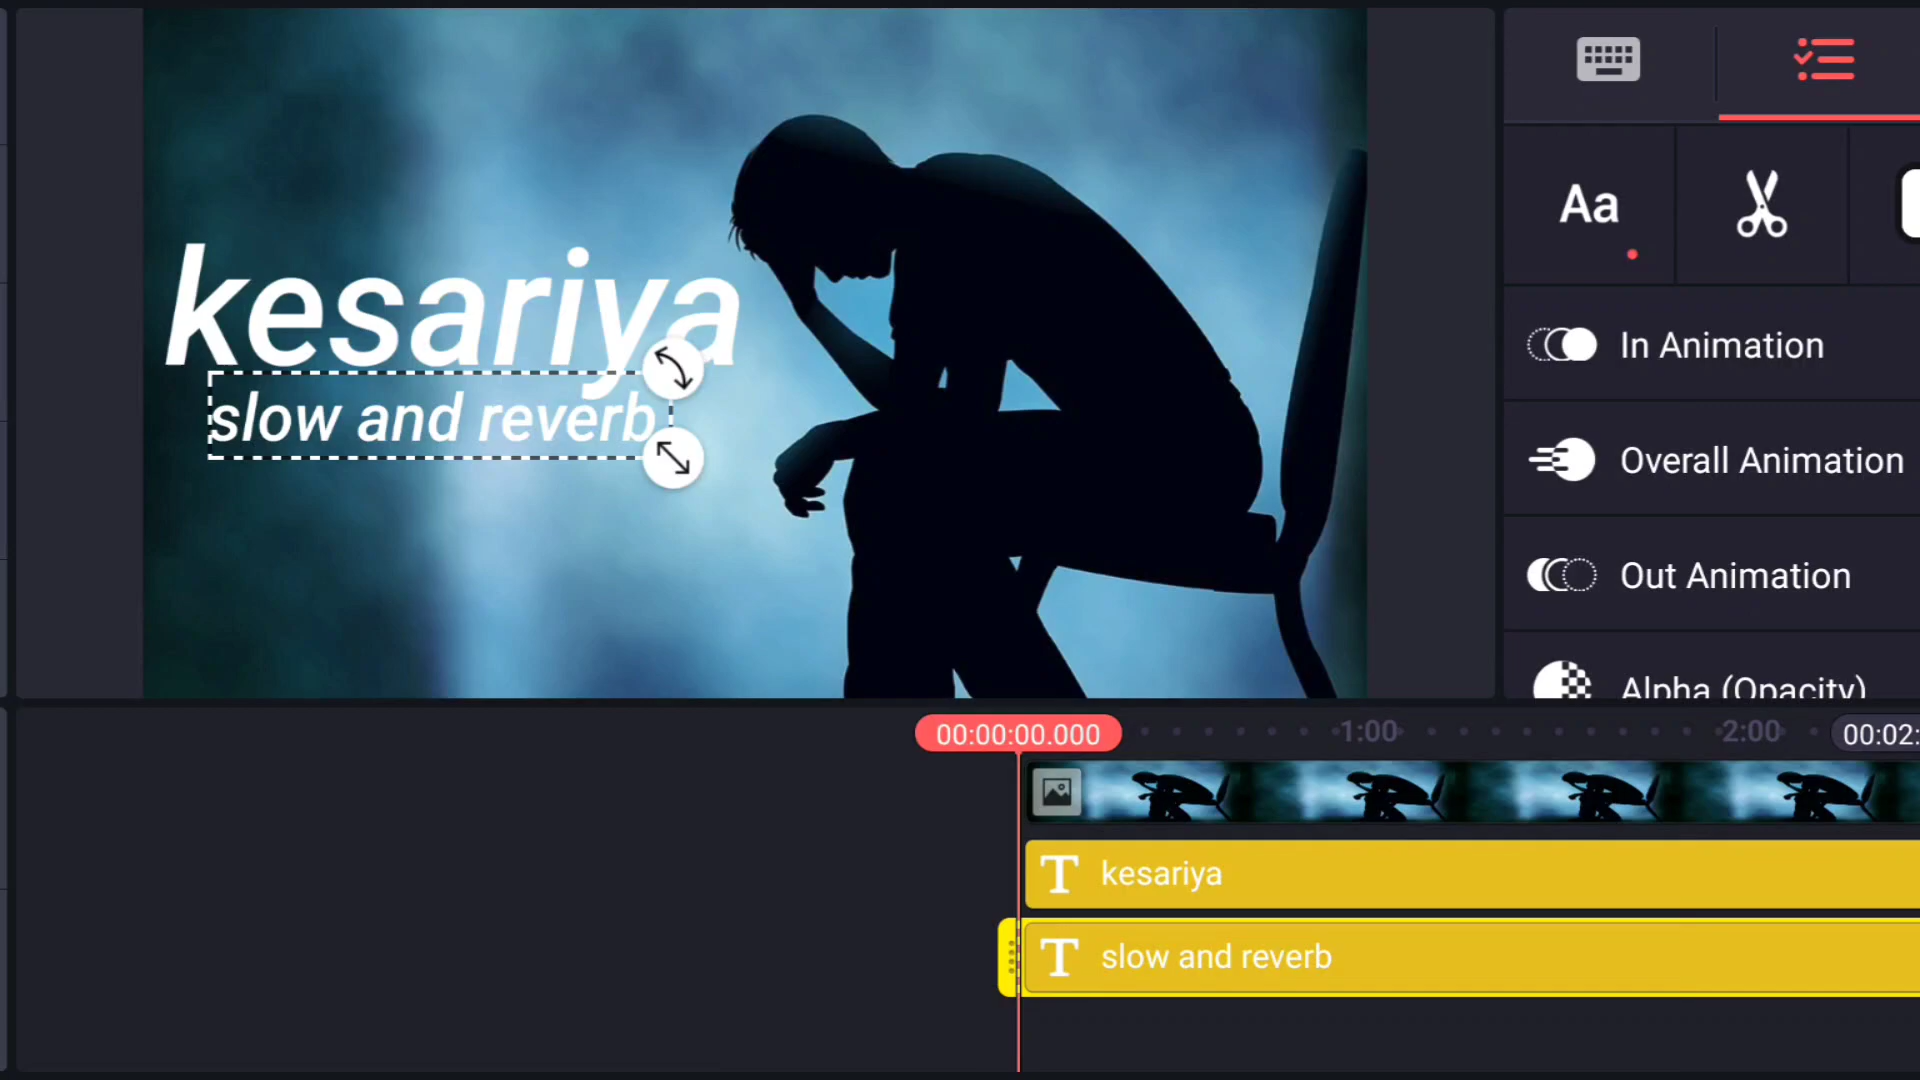 kesariya
slow and reverb
Aa
In Animation
Overall Animation
Out Animation
Alpha (Opacity)
00:00:00.000
1:00
2:00
00:02:
T kesariya
T slow and reverb